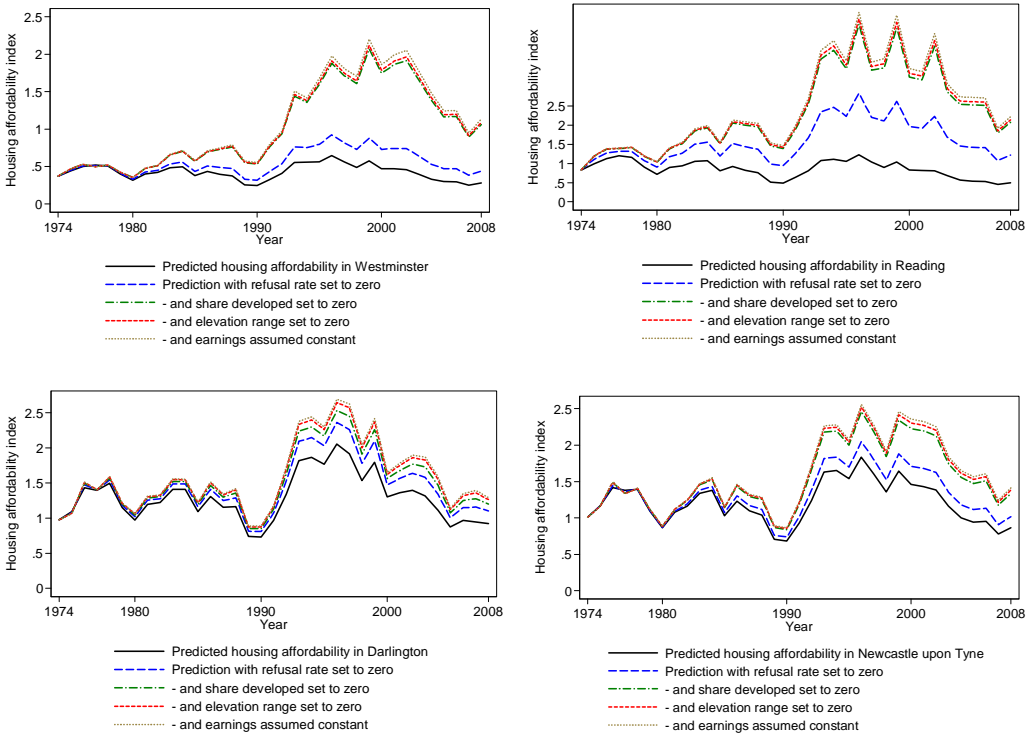 Housing affordability index
2.5
2
1.5
1
.5
0
1974
1980
1990
2000
2008
Year
Predicted housing affordability in Westminster
Prediction with refusal rate set to zero
- and share developed set to zero
- and elevation range set to zero
- and earnings assumed constant
Housing affordability index
2.5
2
1.5
1
.5
0
1974
1980
1990
2000
2008
Year
Predicted housing affordability in Reading
Prediction with refusal rate set to zero
- and share developed set to zero
- and elevation range set to zero
- and earnings assumed constant
Housing affordability index
2.5
2
1.5
1
.5
0
1974
1980
1990
2000
2008
Year
Predicted housing affordability in Darlington
Prediction with refusal rate set to zero
- and share developed set to zero
- and elevation range set to zero
- and earnings assumed constant
Housing affordability index
2.5
2
1.5
1
.5
0
1974
1980
1990
2000
2008
Year
Predicted housing affordability in Newcastle upon Tyne
Prediction with refusal rate set to zero
- and share developed set to zero
- and elevation range set to zero
- and earnings assumed constant